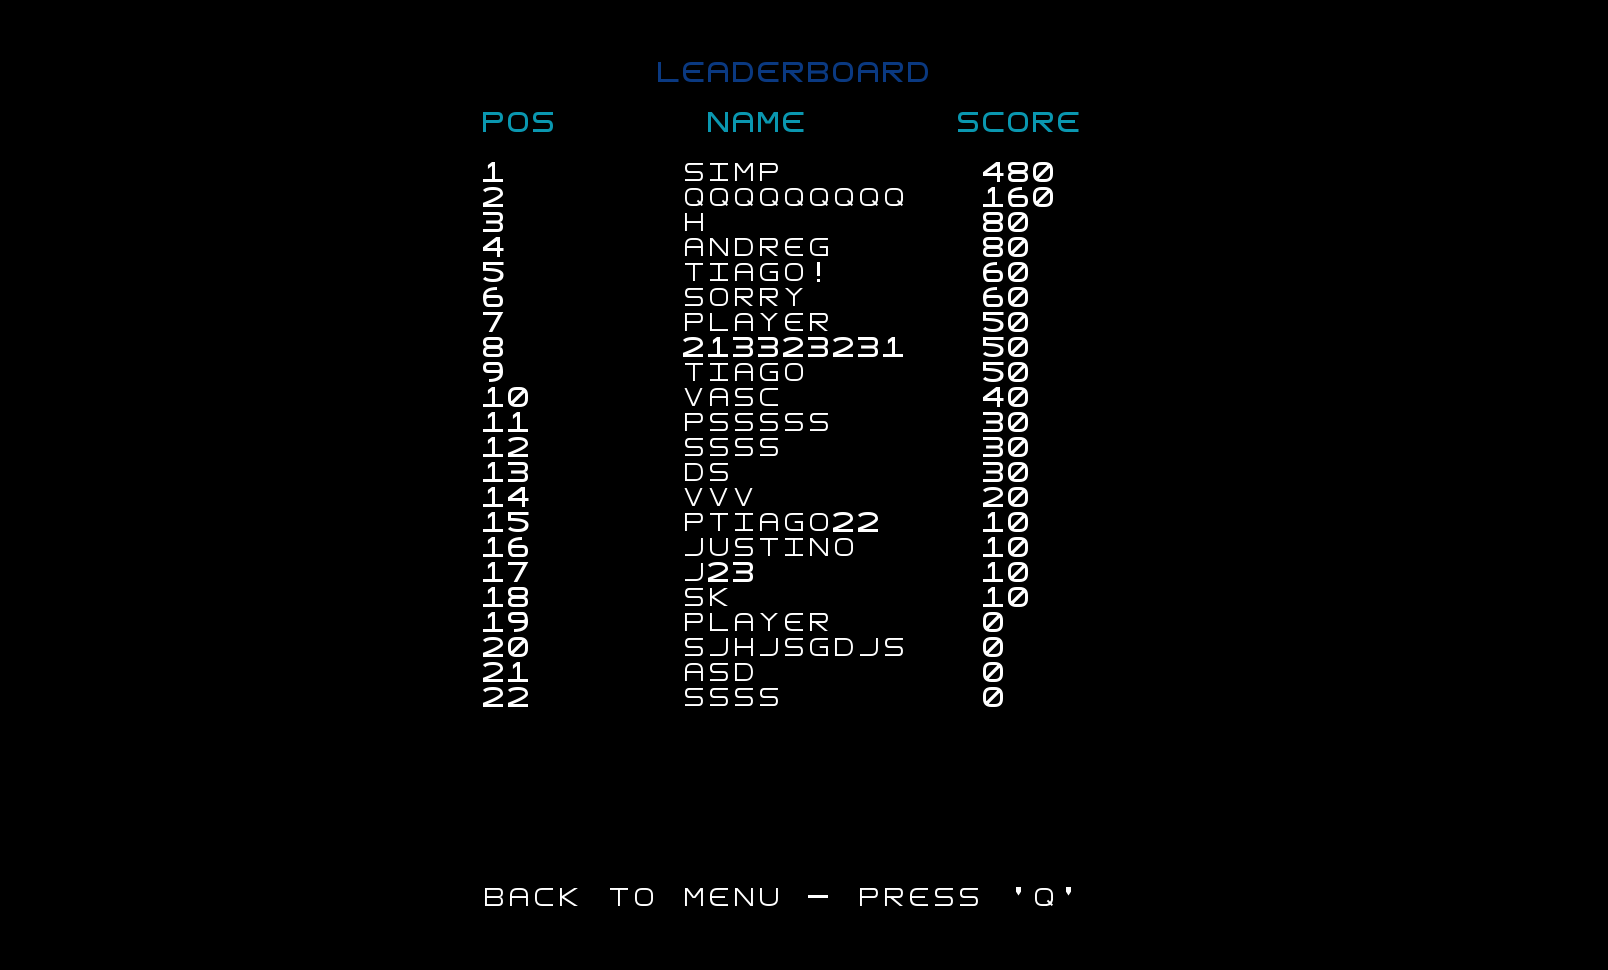 LEADERBOARD
POS NAME SCORE
1 SIMP 480
2 QQQQQQQQQ 160
3 H 80
4 ANDREG 80
5 TIAGO! 60
6 SORRY 60
7 PLAYER 50
8 213323231 50
9 TIAGO 50
10 VASC 40
11 PSSSSS 30
12 SSSS 30
13 DS 30
14 VVV 20
15 PTIAGO22 10
16 JUSTINO 10
17 J23 10
18 SK 10
19 PLAYER 0
20 SJHJSGDJS 0
21 ASD 0
22 SSSS 0
BACK TO MENU - PRESS 'Q'